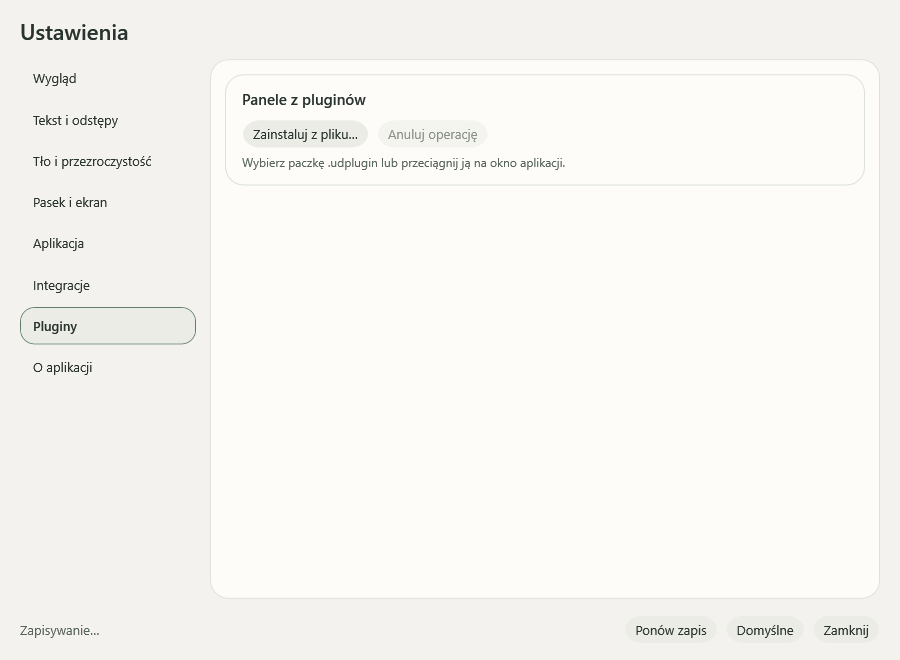 Ustawienia
Wygląd
Tekst i odstępy
Tło i przezroczystość
Pasek i ekran
Aplikacja
Integracje
Pluginy
O aplikacji
Panele z pluginów
Zainstaluj z pliku... Anuluj operację
Wybierz paczkę .udplugin lub przeciągnij ją na okno aplikacji.
Zapisywanie... Ponów zapis Domyślne Zamknij